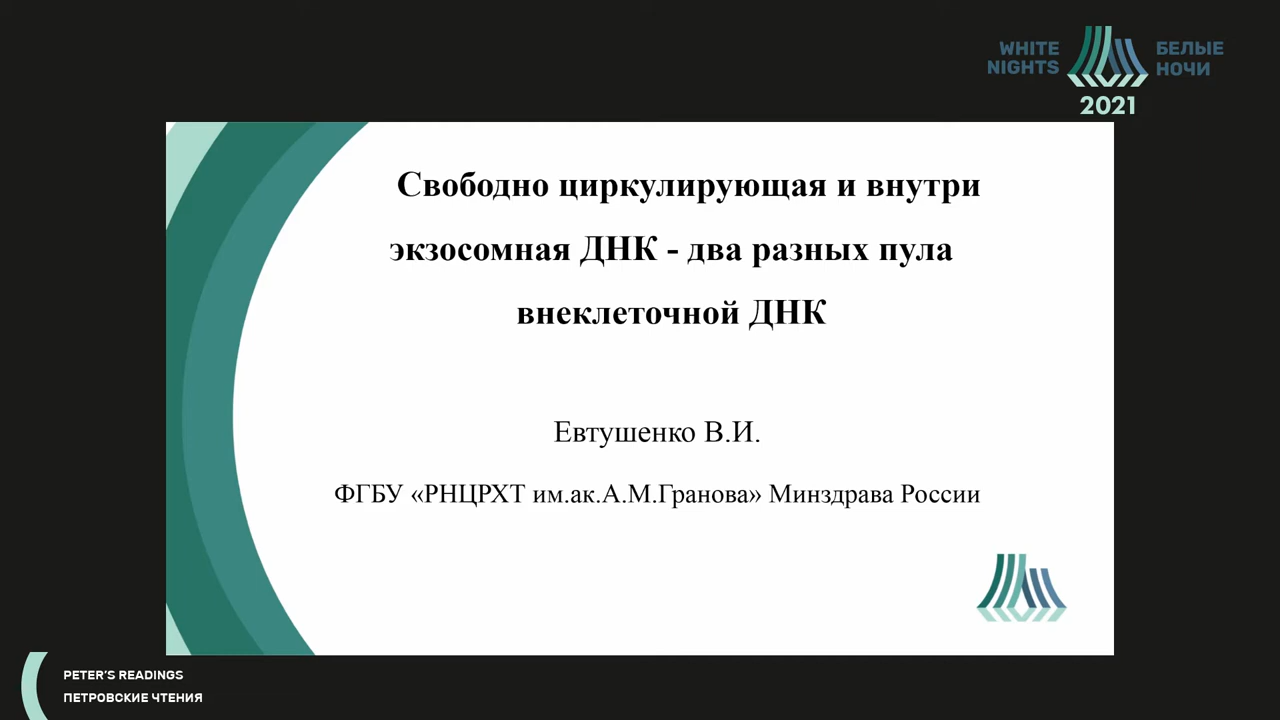 WHITE NIGHTS
БЕЛЫЕ НОЧИ
2021
Свободно циркулирующая и внутри
экзосомная ДНК - два разных пула
внеклеточной ДНК
Евтушенко В.И.
ФГБУ «РНЦРХТ им.ак.А.М.Гранова» Минздрава России
PETER'S READINGS
ПЕТРОВСКИЕ ЧТЕНИЯ